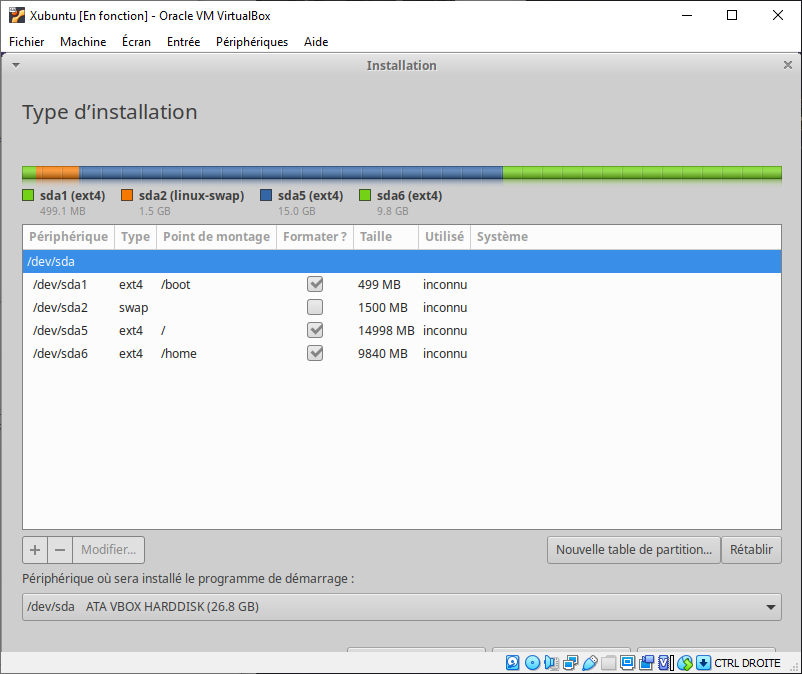 Xubuntu [En fonction] - Oracle VM VirtualBox
Fichier Machine Écran Entrée Périphériques Aide
Installation
Type d’installation
sda1 (ext4) sda2 (linux-swap) sda5 (ext4) sda6 (ext4)
499.1 MB 1.5 GB 15.0 GB 9.8 GB
Périphérique Type Point de montage Formater ? Taille Utilisé Système
/dev/sda
/dev/sda1 ext4 /boot 499 MB inconnu
/dev/sda2 swap 1500 MB inconnu
/dev/sda5 ext4 / 14998 MB inconnu
/dev/sda6 ext4 /home 9840 MB inconnu
+ − Modifier... Nouvelle table de partition... Rétablir
Périphérique où sera installé le programme de démarrage :
/dev/sda ATA VBOX HARDDISK (26.8 GB)
CTRL DROITE